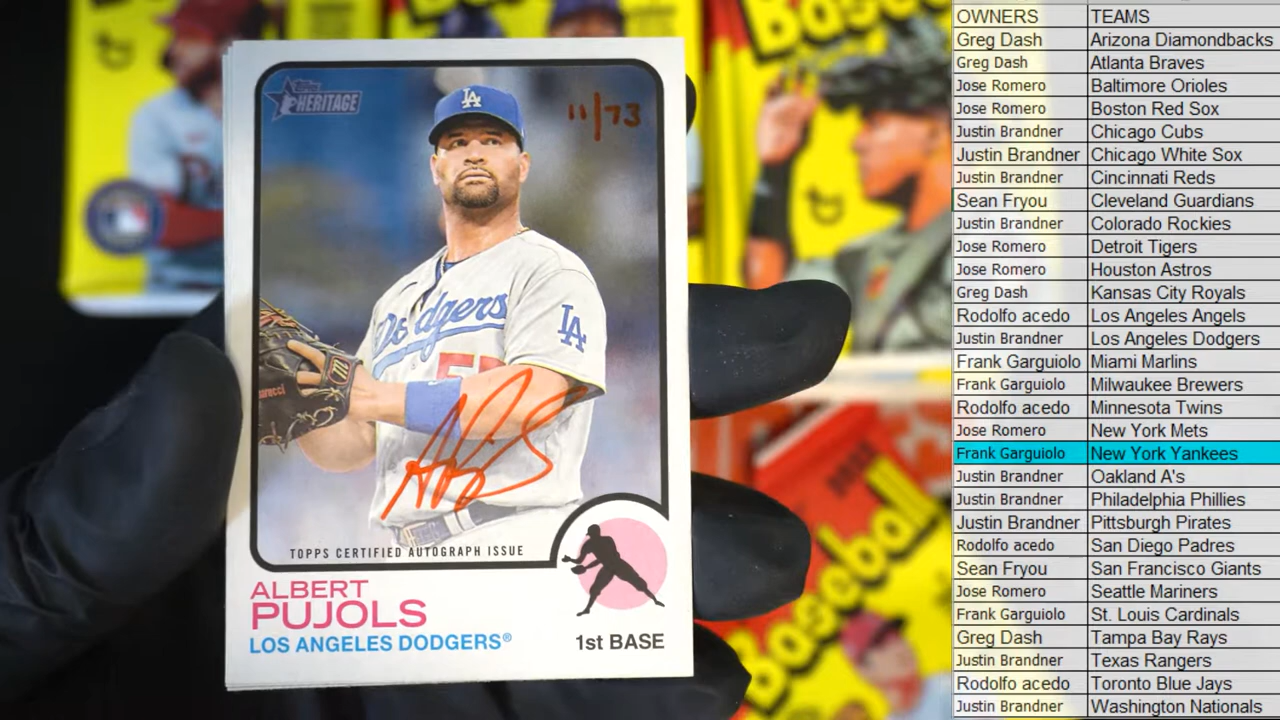 Topps
HERITAGE
11/73
LA
Dodgers
LA
TOPPS CERTIFIED AUTOGRAPH ISSUE
ALBERT
PUJOLS
LOS ANGELES DODGERS®
1st BASE
Baseball
Baseball
OWNERS TEAMS
Greg Dash Arizona Diamondbacks
Greg Dash Atlanta Braves
Jose Romero Baltimore Orioles
Jose Romero Boston Red Sox
Justin Brandner Chicago Cubs
Justin Brandner Chicago White Sox
Justin Brandner Cincinnati Reds
Sean Fryou Cleveland Guardians
Justin Brandner Colorado Rockies
Jose Romero Detroit Tigers
Jose Romero Houston Astros
Greg Dash Kansas City Royals
Rodolfo acedo Los Angeles Angels
Justin Brandner Los Angeles Dodgers
Frank Garguiolo Miami Marlins
Frank Garguiolo Milwaukee Brewers
Rodolfo acedo Minnesota Twins
Jose Romero New York Mets
Frank Garguiolo New York Yankees
Justin Brandner Oakland A's
Justin Brandner Philadelphia Phillies
Justin Brandner Pittsburgh Pirates
Rodolfo acedo San Diego Padres
Sean Fryou San Francisco Giants
Jose Romero Seattle Mariners
Frank Garguiolo St. Louis Cardinals
Greg Dash Tampa Bay Rays
Justin Brandner Texas Rangers
Rodolfo acedo Toronto Blue Jays
Justin Brandner Washington Nationals